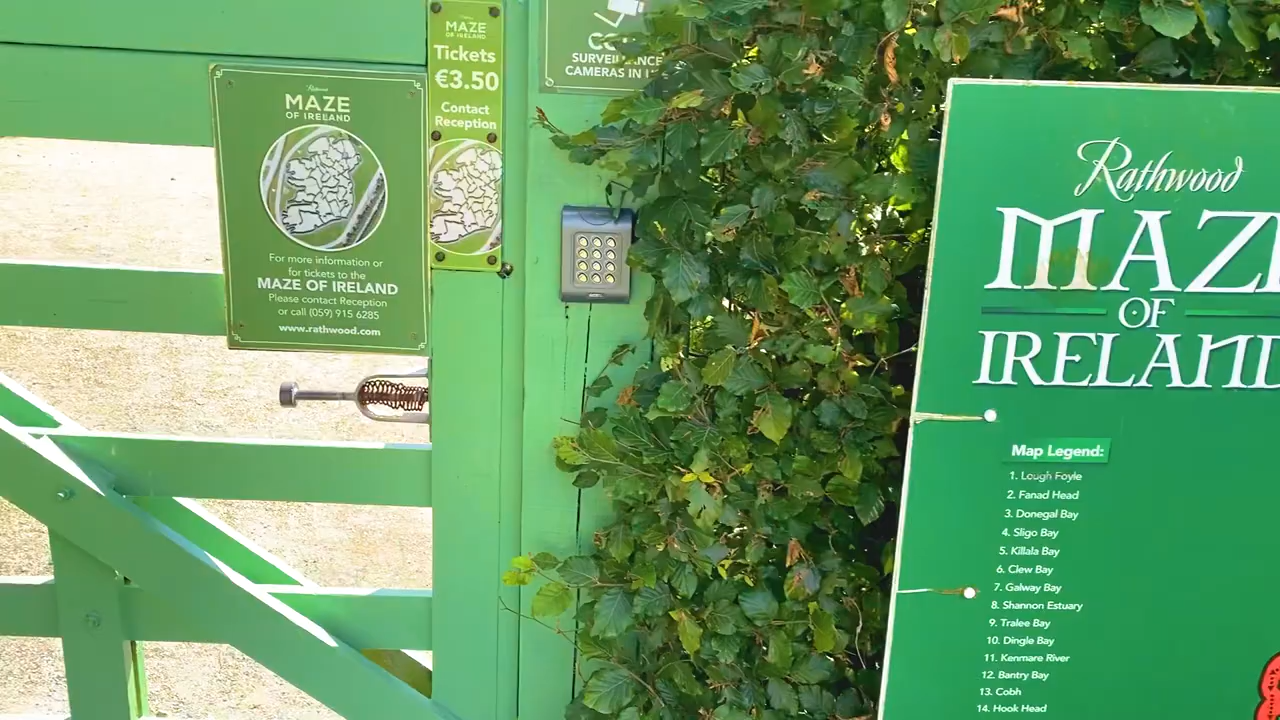 Rathwood
MAZE
OF IRELAND
For more information or
for tickets to the
MAZE OF IRELAND
Please contact Reception
or call (059) 915 6285
www.rathwood.com
MAZE
OF IRELAND
Tickets
€3.50
Contact
Reception
SURVEILLANCE
CAMERAS IN
Rathwood
MAZE
OF
IRELAND
Map Legend:
1. Lough Foyle
2. Fanad Head
3. Donegal Bay
4. Sligo Bay
5. Killala Bay
6. Clew Bay
7. Galway Bay
8. Shannon Estuary
9. Tralee Bay
10. Dingle Bay
11. Kenmare River
12. Bantry Bay
13. Cobh
14. Hook Head